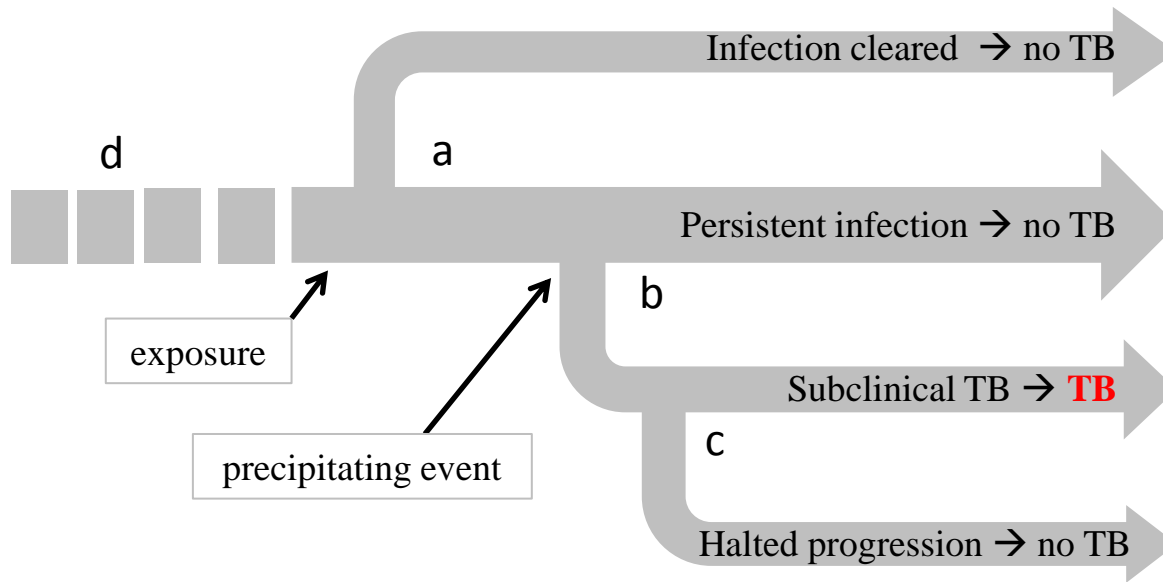 Infection cleared → no TB
d
a
Persistent infection → no TB
b
exposure
Subclinical TB → TB
c
precipitating event
Halted progression → no TB